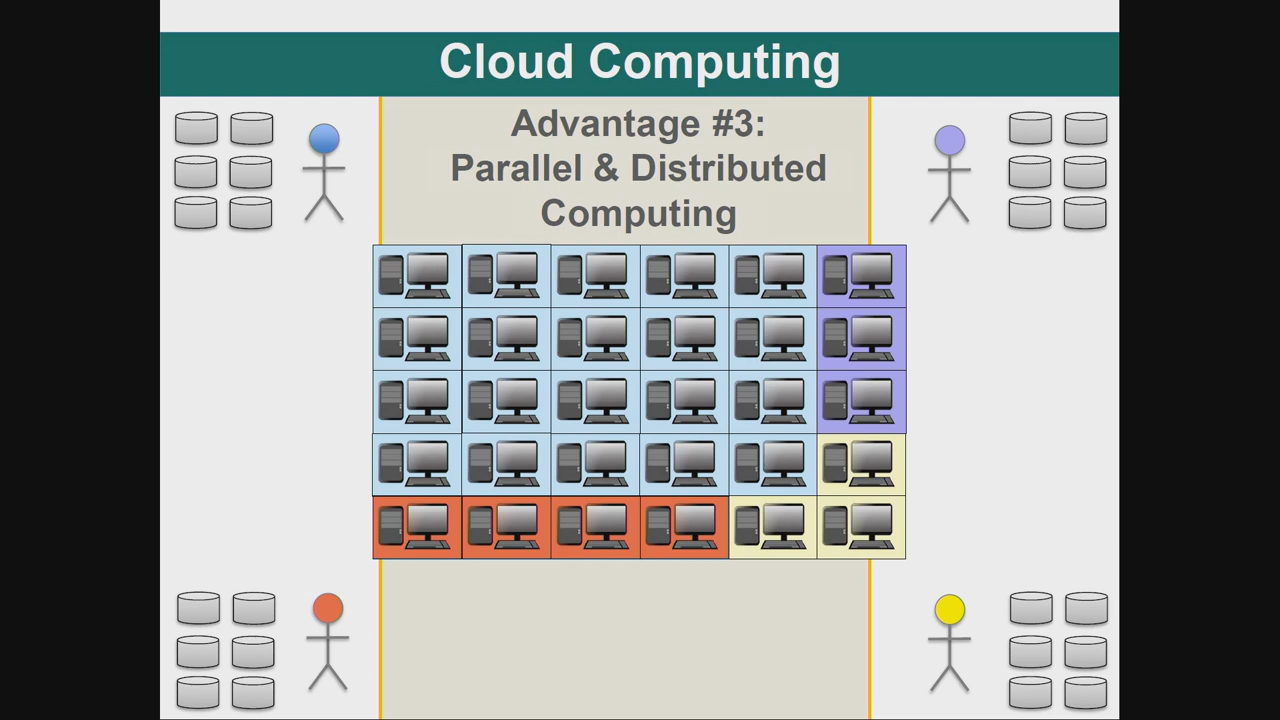 Cloud Computing
Advantage #3:
Parallel & Distributed
Computing